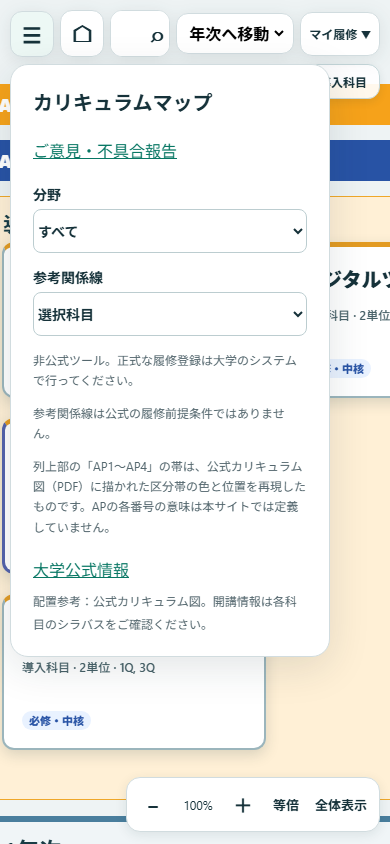 年次へ移動
マイ履修 ▼
入科目
カリキュラムマップ
ご意見・不具合報告
分野
すべて
参考関係線
選択科目
非公式ツール。正式な履修登録は大学のシステム
で行ってください。
参考関係線は公式の履修前提条件ではありませ
ん。
列上部の「AP1〜AP4」の帯は、公式カリキュラム
図（PDF）に描かれた区分帯の色と位置を再現した
ものです。APの各番号の意味は本サイトでは定義
していません。
大学公式情報
配置参考：公式カリキュラム図。開講情報は各科
目のシラバスをご確認ください。
ジタルツ
科目・2単位
・中核
導入科目・2単位・1Q, 3Q
必修・中核
− 100% ＋ 等倍 全体表示